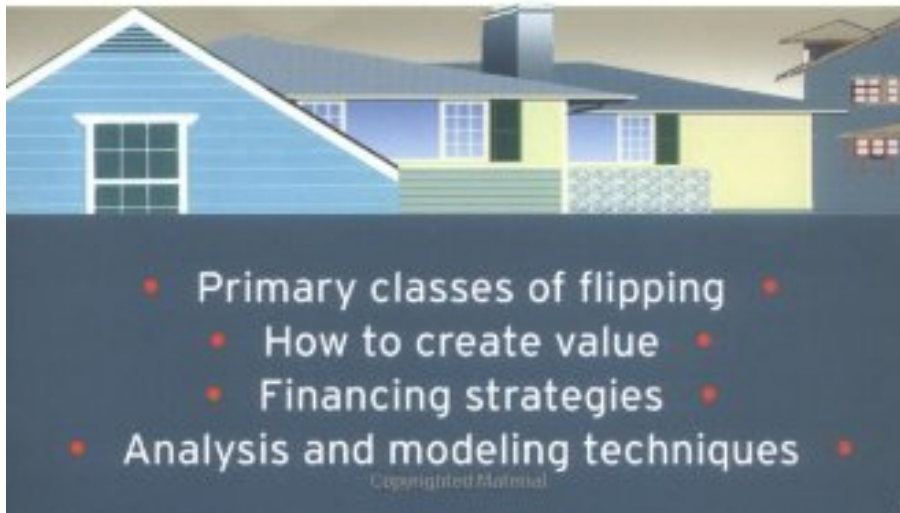 • Primary classes of flipping •
• How to create value •
• Financing strategies •
• Analysis and modeling techniques •
Copyrighted Material